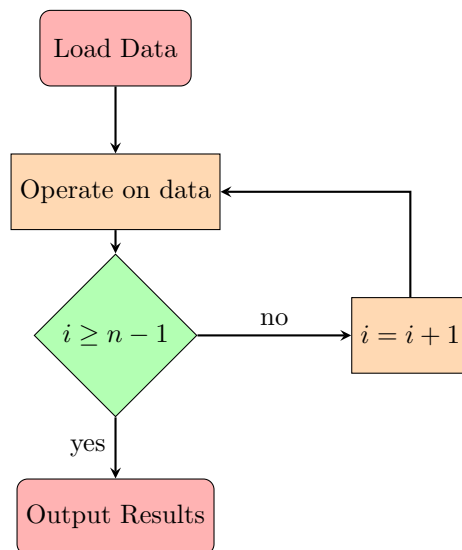 Load Data
Operate on data
i ≥ n − 1
no
i = i + 1
yes
Output Results